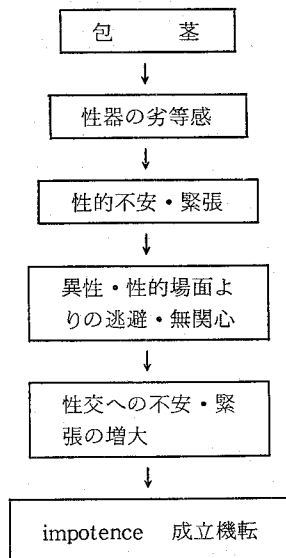 包　　茎
性器の劣等感
性的不安・緊張
異性・性的場面よ
りの逃避・無関心
性交への不安・緊
張の増大
impotence　成立機転